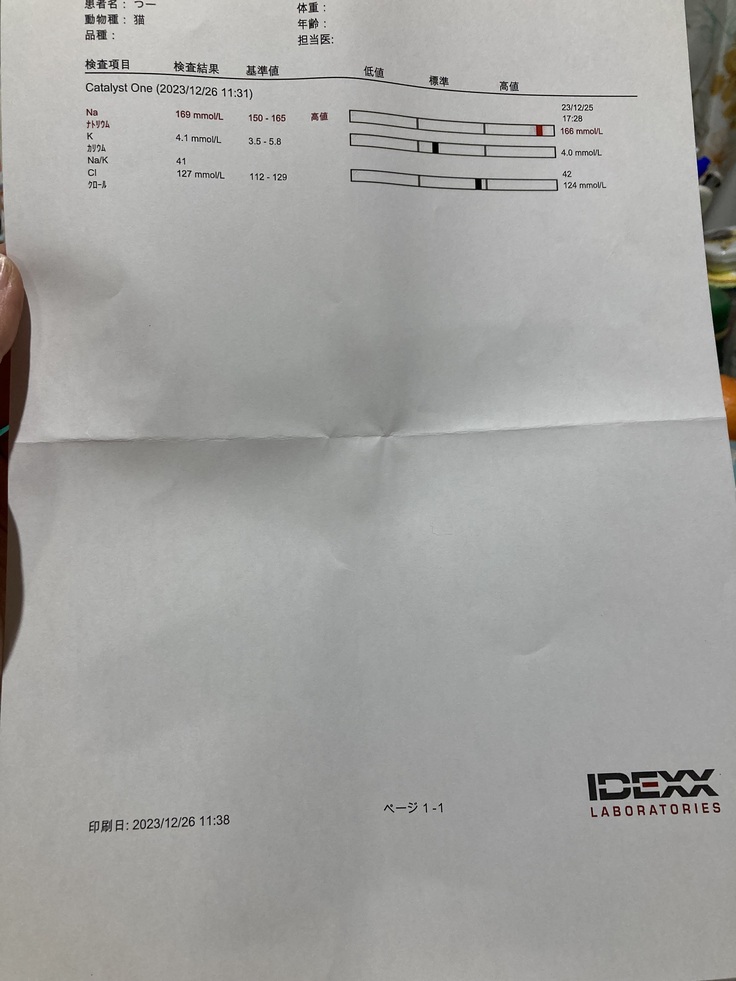 患者名： つー
動物種： 猫
品種：
体重：
年齢：
担当医:
検査項目 検査結果 基準値 低値 標準 高値
Catalyst One (2023/12/26 11:31)
23/12/25
17:28
Na 169 mmol/L 150 - 165 高値 166 mmol/L
ﾅﾄﾘｳﾑ
K 4.1 mmol/L 3.5 - 5.8 4.0 mmol/L
ｶﾘｳﾑ
Na/K 41 42
Cl 127 mmol/L 112 - 129 124 mmol/L
ｸﾛｰﾙ
印刷日: 2023/12/26 11:38
ページ 1 -1
IDEXX
LABORATORIES